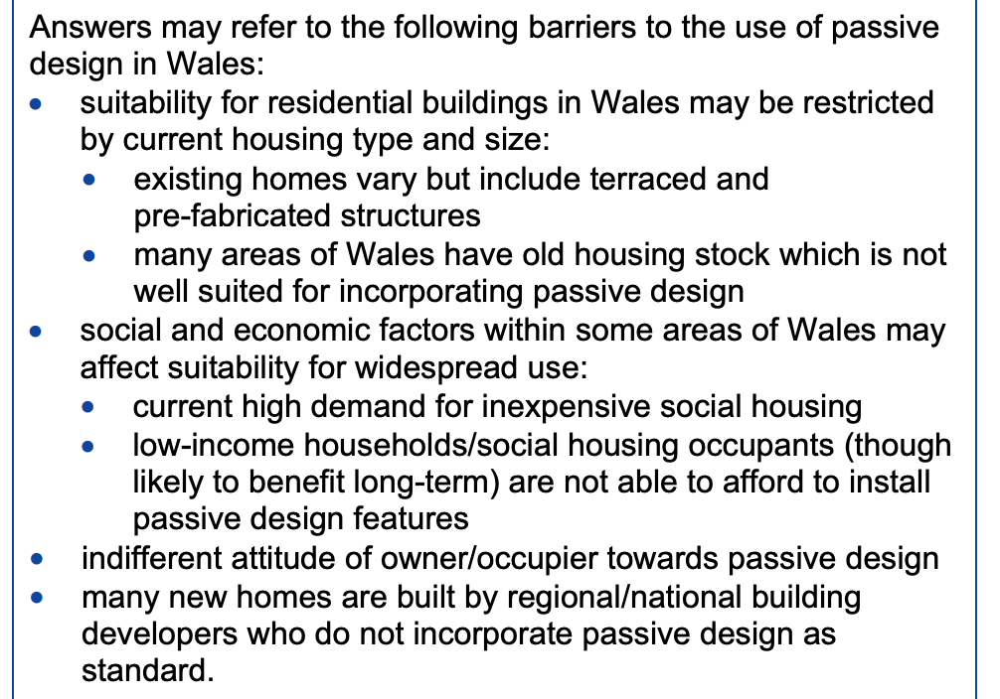 Answers may refer to the following barriers to the use of passive
design in Wales:
• suitability for residential buildings in Wales may be restricted
by current housing type and size:
• existing homes vary but include terraced and
pre-fabricated structures
• many areas of Wales have old housing stock which is not
well suited for incorporating passive design
• social and economic factors within some areas of Wales may
affect suitability for widespread use:
• current high demand for inexpensive social housing
• low-income households/social housing occupants (though
likely to benefit long-term) are not able to afford to install
passive design features
• indifferent attitude of owner/occupier towards passive design
• many new homes are built by regional/national building
developers who do not incorporate passive design as
standard.